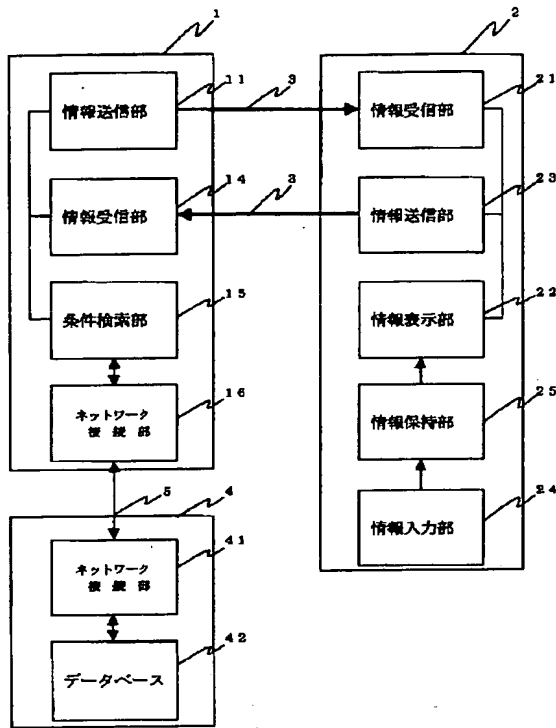 1
2
11
情報送信部
3
21
情報受信部
14
情報受信部
3
23
情報送信部
15
条件検索部
22
情報表示部
16
ネットワーク
接続部
25
情報保持部
5
4
24
情報入力部
41
ネットワーク
接続部
42
データベース